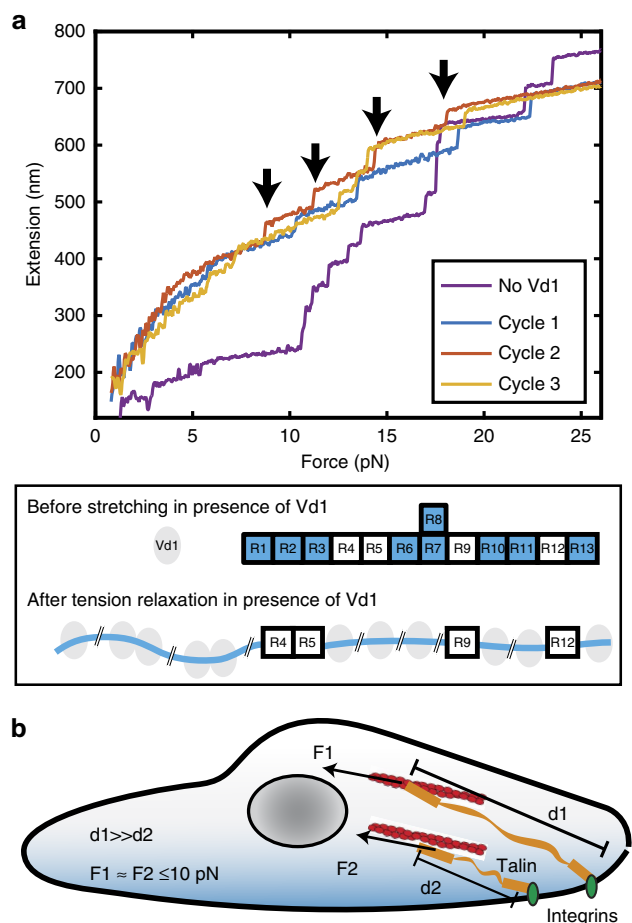 a
800
700
600
500
400
300
200
Extension (nm)
0
5
10
15
20
25
Force (pN)
No Vd1
Cycle 1
Cycle 2
Cycle 3
Before stretching in presence of Vd1
Vd1
R8
R1 R2 R3 R4 R5 R6 R7 R9 R10 R11 R12 R13
After tension relaxation in presence of Vd1
R4 R5 R9 R12
b
F1
d1
d1>>d2
F1 ≈ F2 ≤10 pN
F2
d2
Talin
Integrins